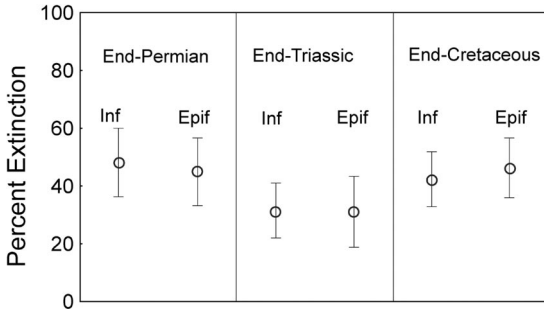 Percent Extinction
100
80
60
40
20
0
End-Permian
Inf Epif
End-Triassic
Inf Epif
End-Cretaceous
Inf Epif